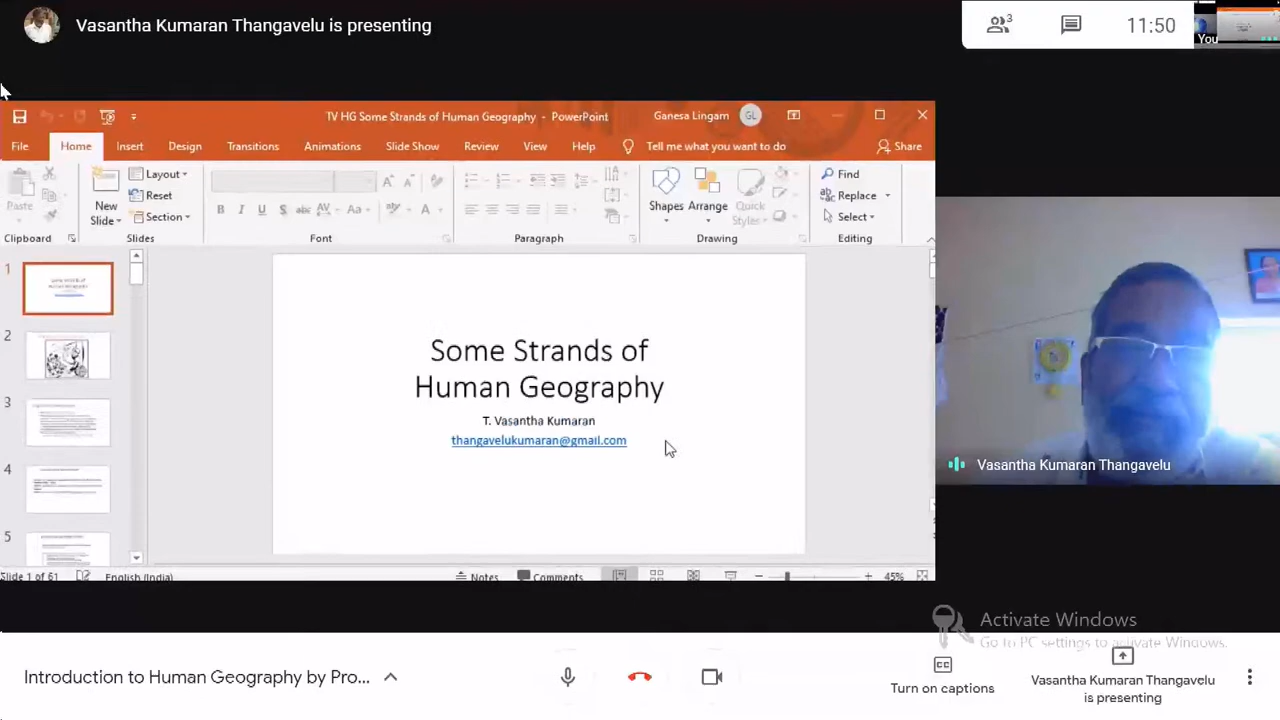 Vasantha Kumaran Thangavelu is presenting
3
11:50
You
TV HG Some Strands of Human Geography - PowerPoint
Ganesa Lingam
GL
File Home Insert Design Transitions Animations Slide Show Review View Help Tell me what you want to do Share
Paste
New
Slide
Layout
Reset
Section
B I U S abc AV Aa A
Shapes
Arrange
Quick
Styles
Find
Replace
Select
Clipboard Slides Font Paragraph Drawing Editing
1
2
3
4
5
Some Strands of
Human Geography
T. Vasantha Kumaran
thangavelukumaran@gmail.com
Slide 1 of 61
English (India)
Notes
Comments
45%
Vasantha Kumaran Thangavelu
Activate Windows
Go to PC settings to activate Windows.
Introduction to Human Geography by Pro...
Turn on captions
Vasantha Kumaran Thangavelu
is presenting